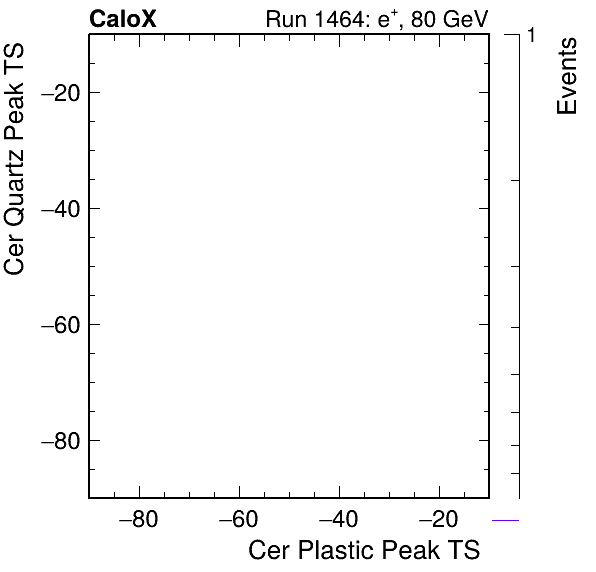 CaloX Run 1464: e⁺, 80 GeV
Cer Quartz Peak TS
−20
−40
−60
−80
−80 −60 −40 −20
Cer Plastic Peak TS
1
Events